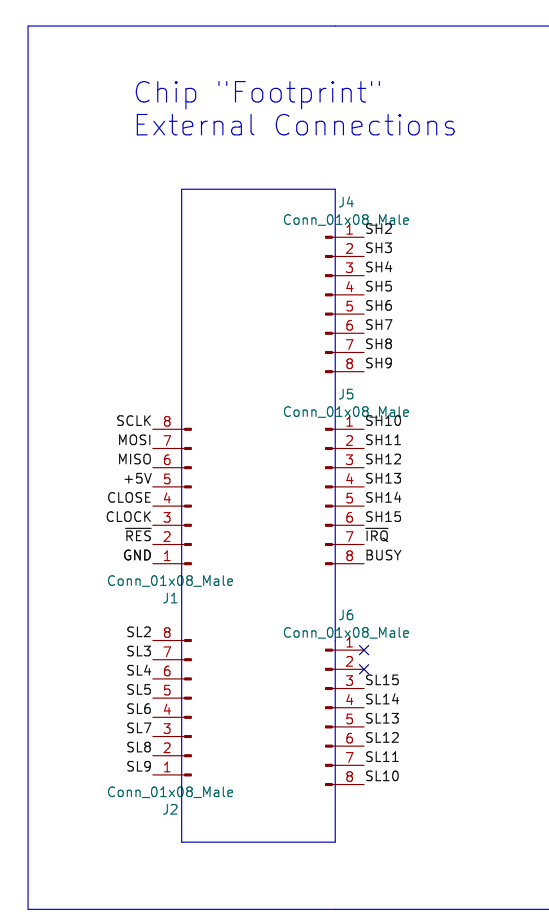 Chip "Footprint"
External Connections
J4
Conn_01x08_Male
1 SH2
2 SH3
3 SH4
4 SH5
5 SH6
6 SH7
7 SH8
8 SH9
J5
Conn_01x08_Male
SCLK 8
MOSI 7
MISO 6
+5V 5
CLOSE 4
CLOCK 3
RES 2
GND 1
Conn_01x08_Male
J1
1 SH10
2 SH11
3 SH12
4 SH13
5 SH14
6 SH15
7 IRQ
8 BUSY
SL2 8
SL3 7
SL4 6
SL5 5
SL6 4
SL7 3
SL8 2
SL9 1
Conn_01x08_Male
J2
J6
Conn_01x08_Male
1
2
3 SL15
4 SL14
5 SL13
6 SL12
7 SL11
8 SL10